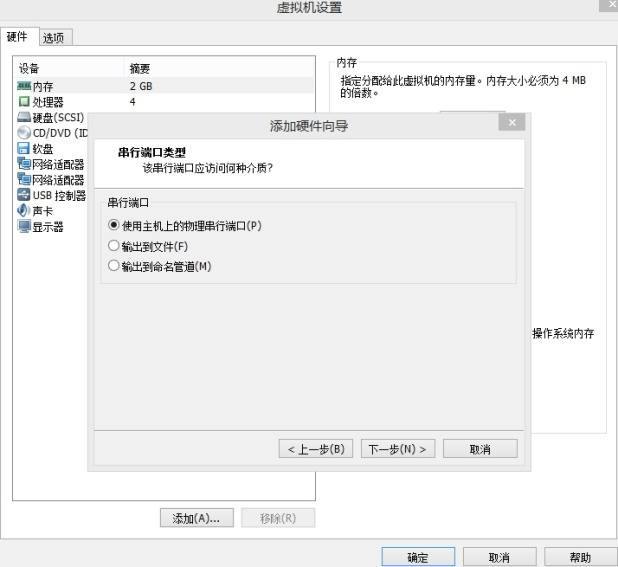 虚拟机设置
硬件 选项
设备 摘要
内存 2 GB
处理器 4
硬盘(SCSI)
CD/DVD (ID
软盘
网络适配器
网络适配器
USB 控制器
声卡
显示器
内存
指定分配给此虚拟机的内存量。内存大小必须为 4 MB
的倍数。
添加硬件向导
串行端口类型
该串行端口应访问何种介质?
串行端口
使用主机上的物理串行端口(P)
输出到文件(F)
输出到命名管道(M)
操作系统内存
< 上一步(B) 下一步(N) > 取消
添加(A)... 移除(R)
确定 取消 帮助